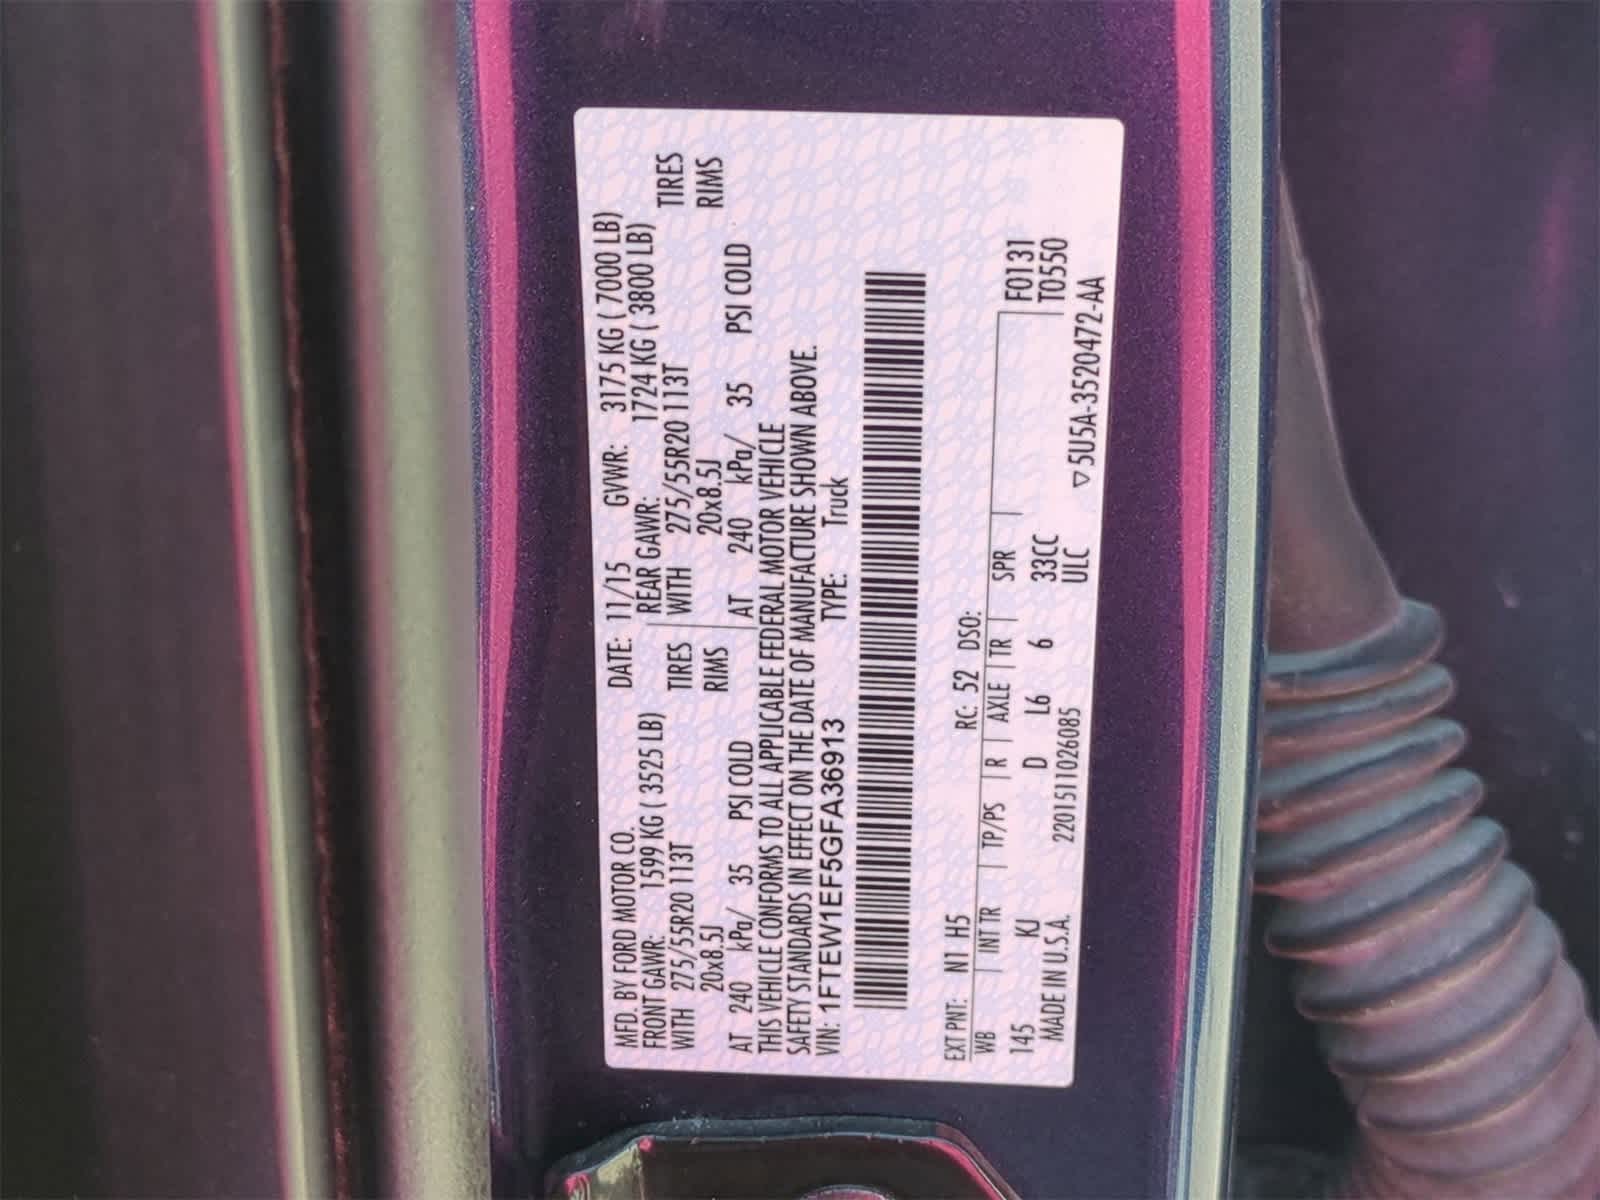 MFD. BY FORD MOTOR CO. DATE: 11/15 GVWR: 3175 KG ( 7000 LB)
FRONT GAWR: 1599 KG ( 3525 LB) REAR GAWR: 1724 KG ( 3800 LB)
WITH 275/55R20 113T TIRES WITH 275/55R20 113T TIRES
20x8.5J RIMS 20x8.5J RIMS
AT 240 kPa/ 35 PSI COLD AT 240 kPa/ 35 PSI COLD
THIS VEHICLE CONFORMS TO ALL APPLICABLE FEDERAL MOTOR VEHICLE
SAFETY STANDARDS IN EFFECT ON THE DATE OF MANUFACTURE SHOWN ABOVE.
VIN: 1FTEW1EF5GFA36913 TYPE: Truck
EXT PNT: N1 H5 RC: 52 DSO:
WB | INT TR | TP/PS | R | AXLE | TR | SPR | F0131
145 KJ D L6 6 33CC T0550
MADE IN U.S.A. 2201511026085 ULC ▽5U5A-3520472-AA